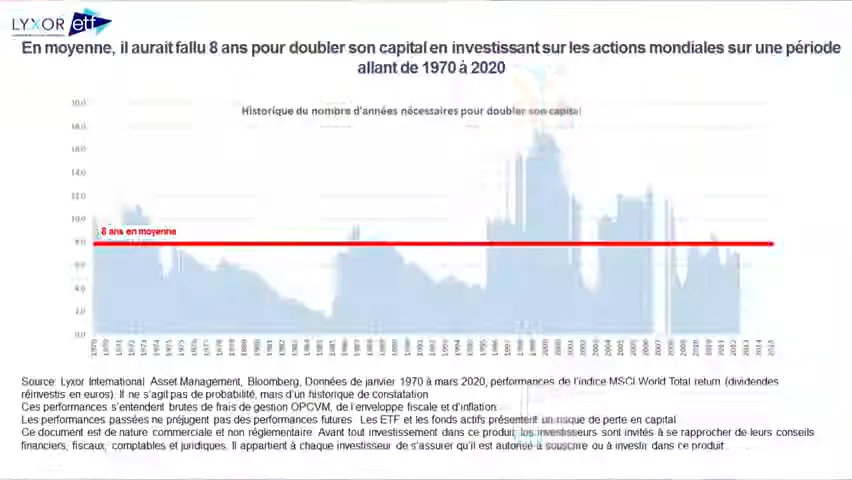 LYXOR etf
En moyenne, il aurait fallu 8 ans pour doubler son capital en investissant sur les actions mondiales sur une période
allant de 1970 à 2020
Historique du nombre d'années nécessaires pour doubler son capital
18.0
16.0
14.0
12.0
10.0
8 ans en moyenne
8.0
6.0
4.0
2.0
0.0
Source: Lyxor International Asset Management, Bloomberg, Données de janvier 1970 à mars 2020, performances de l'indice MSCI World Total return (dividendes
réinvestis en euros). Il ne s'agit pas de probabilité, mais d'un historique de constatation
Ces performances s'entendent brutes de frais de gestion OPCVM, de l'enveloppe fiscale et d'inflation
Les performances passées ne préjugent pas des performances futures Les ETF et les fonds actifs présentent un risque de perte en capital
Ce document est de nature commerciale et non réglementaire. Avant tout investissement dans ce produit, les investisseurs sont invités à se rapprocher de leurs conseils
financiers, fiscaux, comptables et juridiques. Il appartient à chaque investisseur de s'assurer qu'il est autorisé à souscrire ou à investir dans ce produit